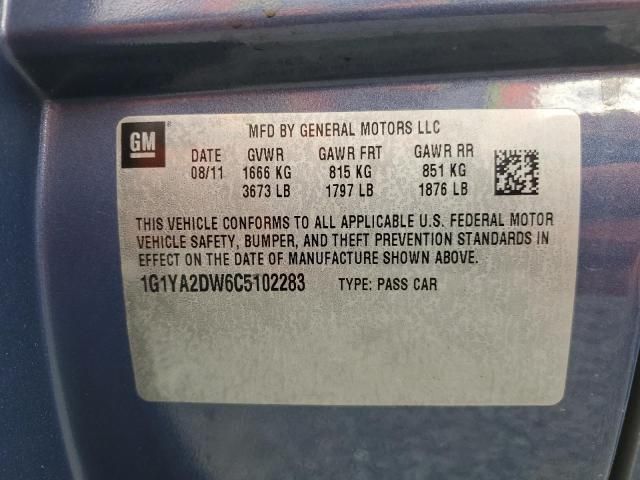 GM ® MFD BY GENERAL MOTORS LLC
DATE GVWR GAWR FRT GAWR RR
08/11 1666 KG 815 KG 851 KG
3673 LB 1797 LB 1876 LB
THIS VEHICLE CONFORMS TO ALL APPLICABLE U.S. FEDERAL MOTOR
VEHICLE SAFETY, BUMPER, AND THEFT PREVENTION STANDARDS IN
EFFECT ON THE DATE OF MANUFACTURE SHOWN ABOVE.
1G1YA2DW6C5102283 TYPE: PASS CAR